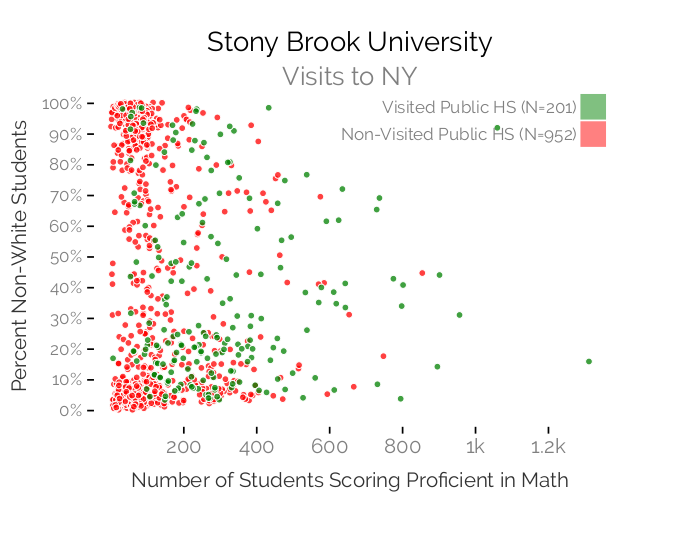 Stony Brook University
Visits to NY
Visited Public HS (N=201)
Non-Visited Public HS (N=952)
Percent Non-White Students
100%
90%
80%
70%
60%
50%
40%
30%
20%
10%
0%
200 400 600 800 1k 1.2k
Number of Students Scoring Proficient in Math